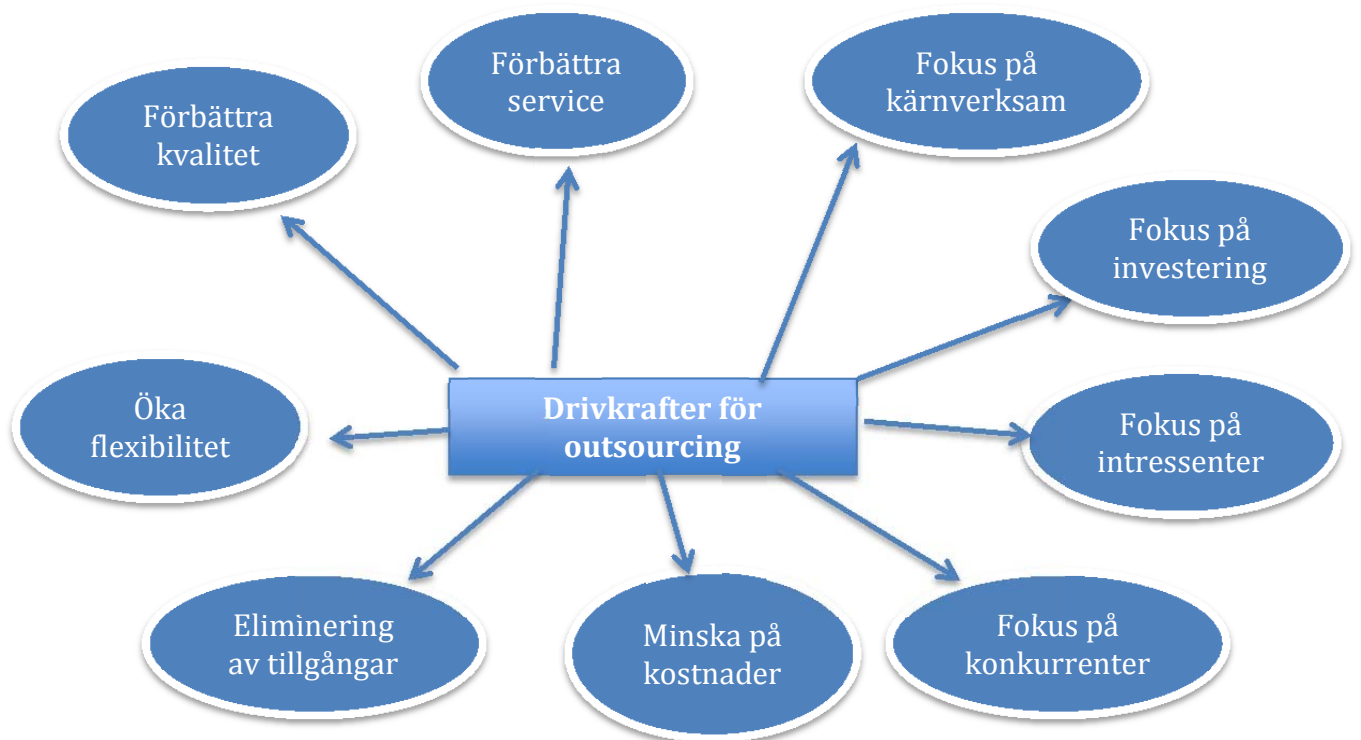 Förbättra
service
Fokus på
kärnverksam
Förbättra
kvalitet
Fokus på
investering
Drivkrafter för
outsourcing
Öka
flexibilitet
Fokus på
intressenter
Eliminering
av tillgångar
Minska på
kostnader
Fokus på
konkurrenter